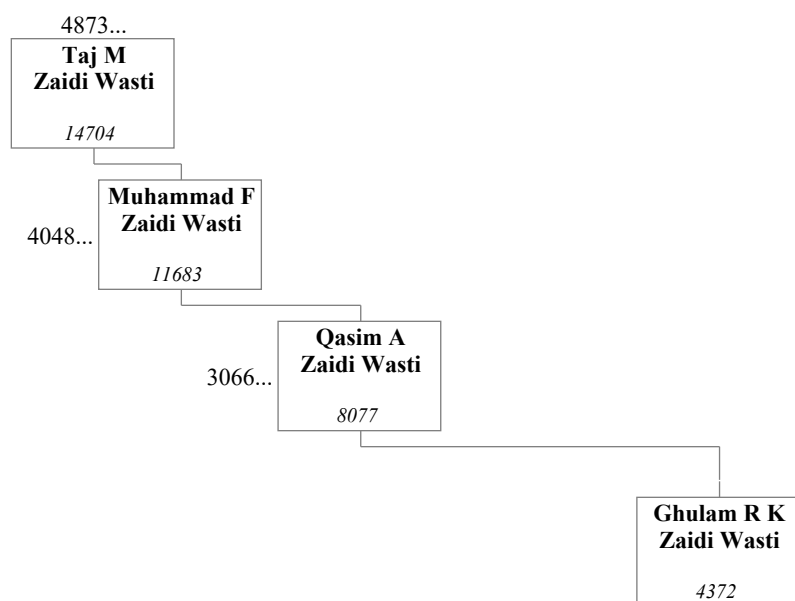 4873...
Taj M
Zaidi Wasti
14704
Muhammad F
Zaidi Wasti
4048...
11683
Qasim A
Zaidi Wasti
3066...
8077
Ghulam R K
Zaidi Wasti
4372